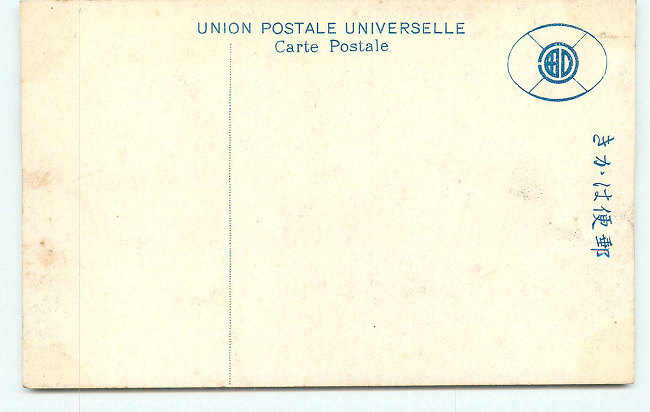 UNION POSTALE UNIVERSELLE
Carte Postale
きがは便郵